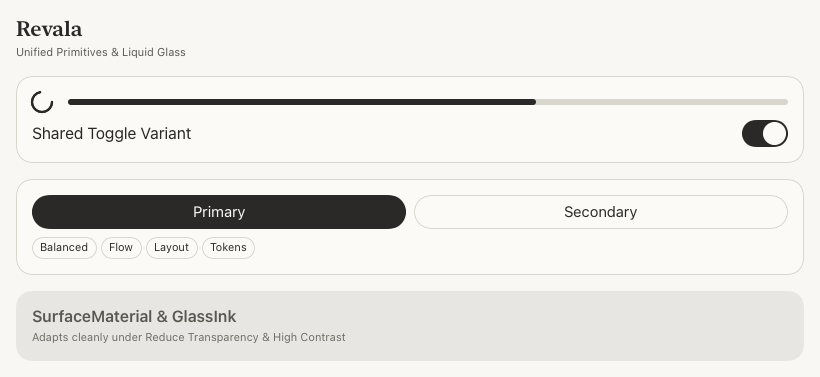 Revala
Unified Primitives & Liquid Glass
Shared Toggle Variant
Primary
Secondary
Balanced
Flow
Layout
Tokens
SurfaceMaterial & GlassInk
Adapts cleanly under Reduce Transparency & High Contrast